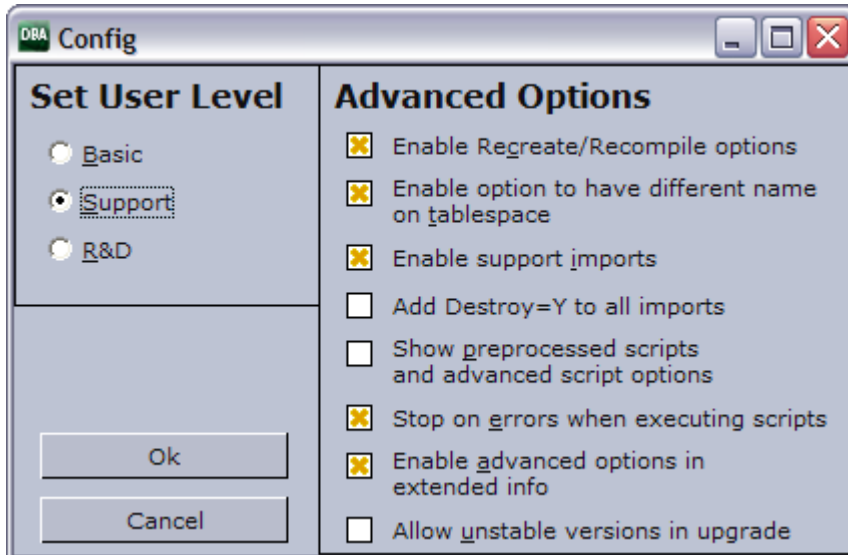 DBA Config
Set User Level
Basic
Support
R&D
Ok
Cancel
Advanced Options
Enable Recreate/Recompile options
Enable option to have different name
on tablespace
Enable support imports
Add Destroy=Y to all imports
Show preprocessed scripts
and advanced script options
Stop on errors when executing scripts
Enable advanced options in
extended info
Allow unstable versions in upgrade